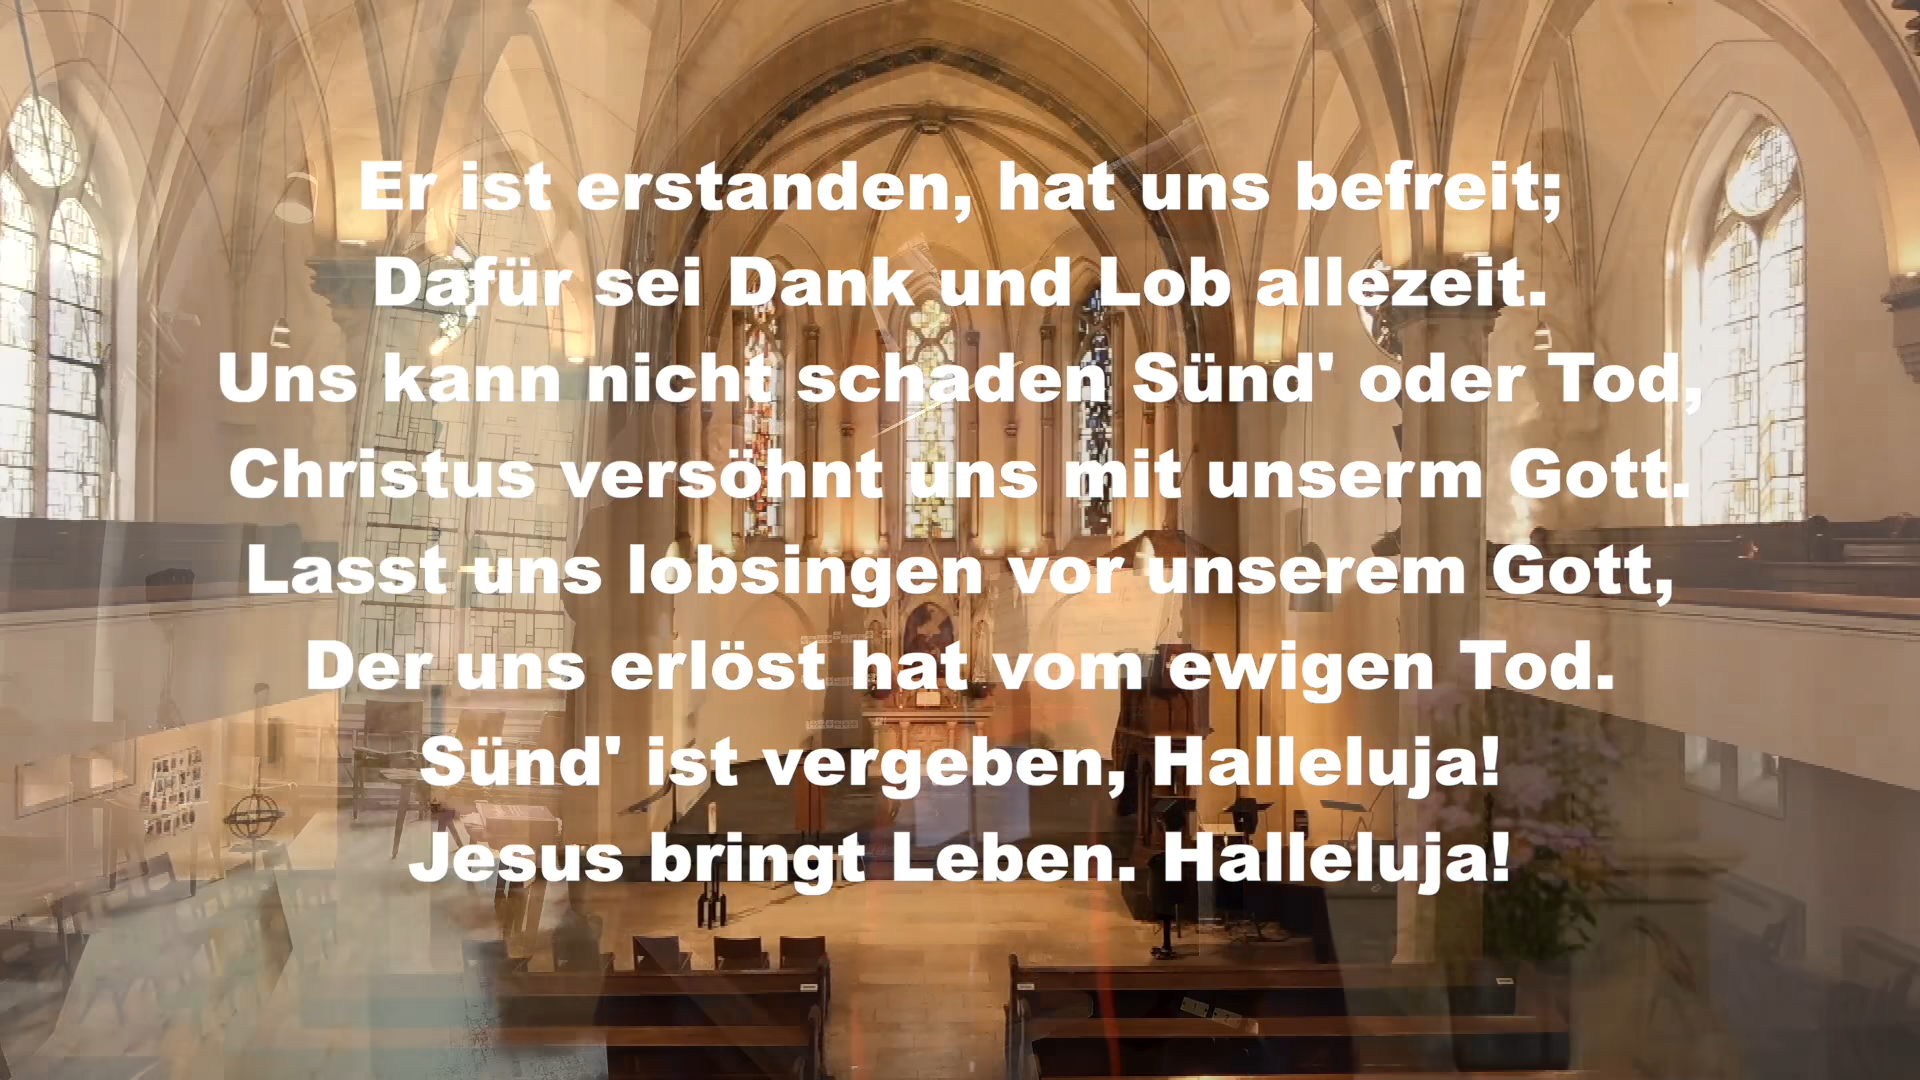 Er ist erstanden, hat uns befreit;
Dafür sei Dank und Lob allezeit.
Uns kann nicht schaden Sünd' oder Tod,
Christus versöhnt uns mit unserm Gott.
Lasst uns lobsingen vor unserem Gott,
Der uns erlöst hat vom ewigen Tod.
Sünd' ist vergeben, Halleluja!
Jesus bringt Leben. Halleluja!